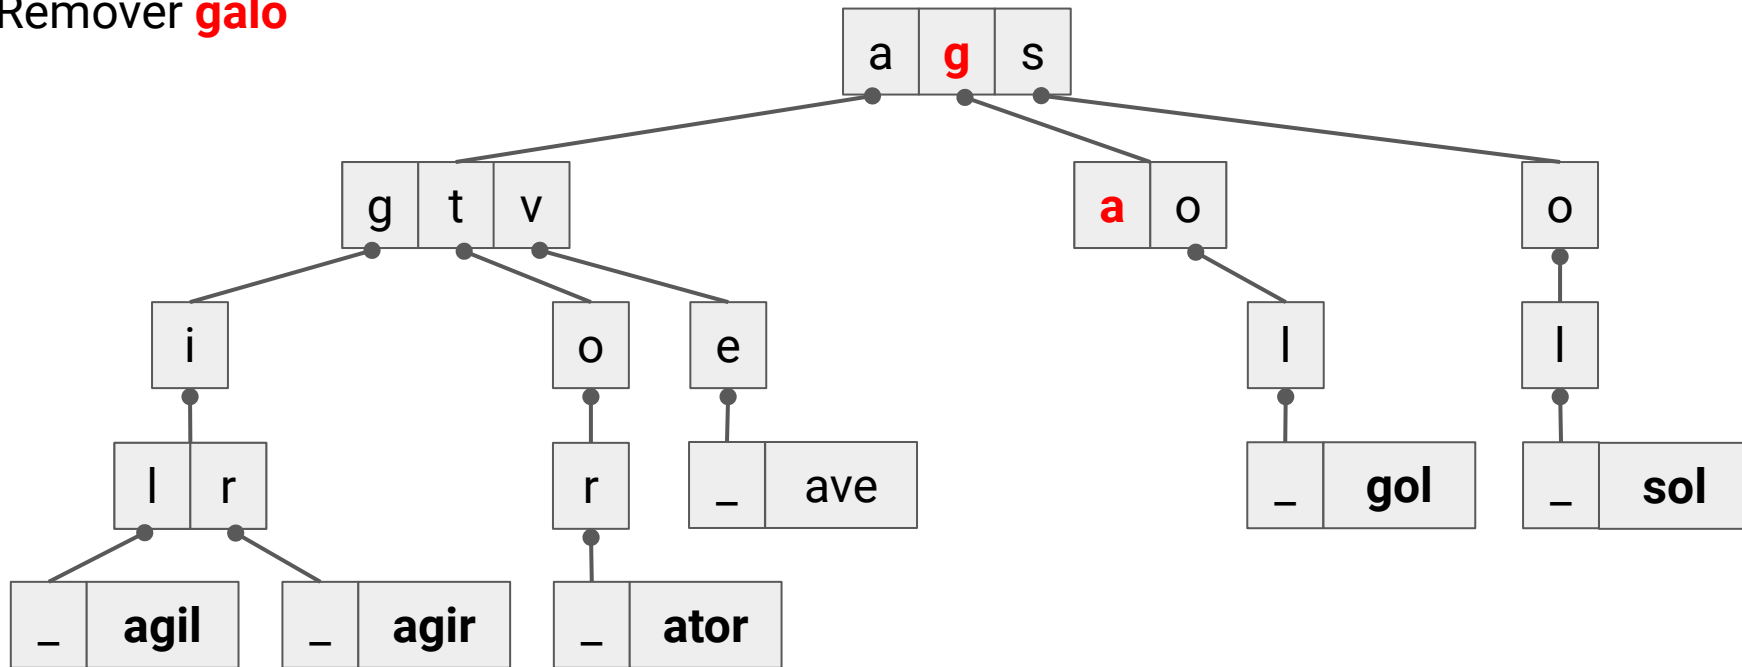 Remover galo
a g s
g t v
a o
o
i
o
e
l
l
l r
r
_ ave
_ gol
_ sol
_ agil
_ agir
_ ator